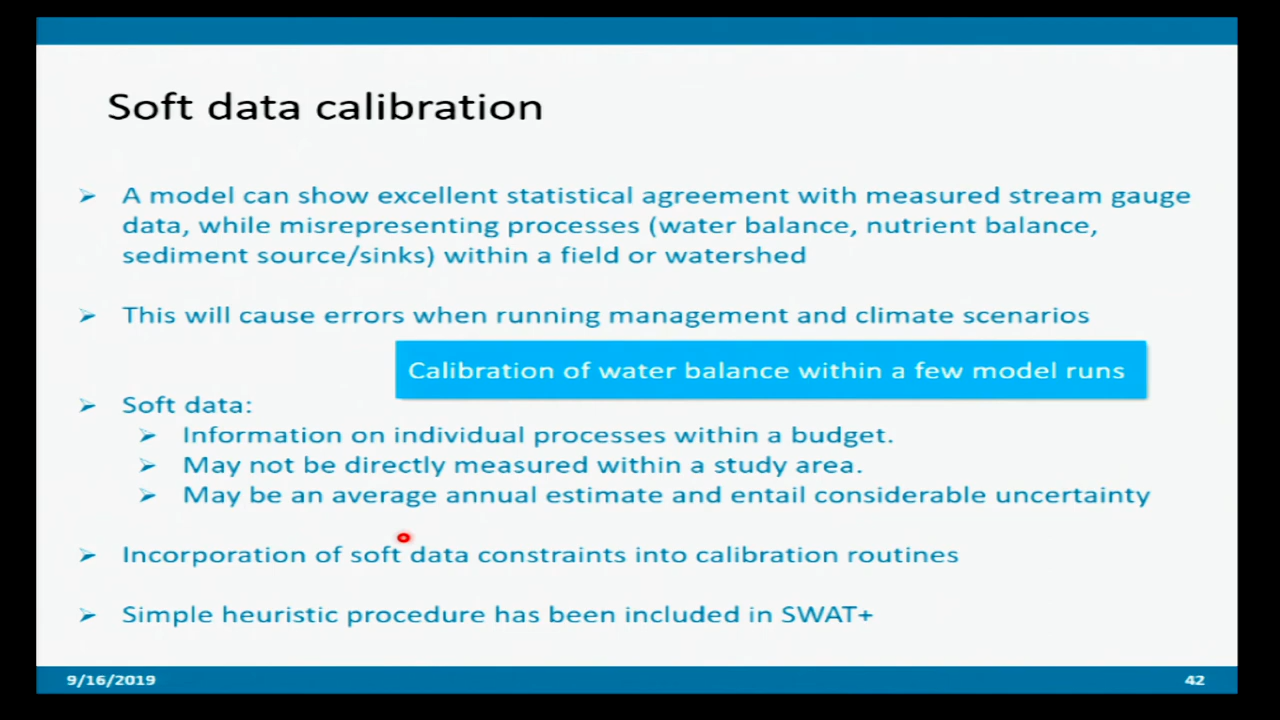 Soft data calibration
A model can show excellent statistical agreement with measured stream gauge
data, while misrepresenting processes (water balance, nutrient balance,
sediment source/sinks) within a field or watershed
This will cause errors when running management and climate scenarios
Calibration of water balance within a few model runs
Soft data:
Information on individual processes within a budget.
May not be directly measured within a study area.
May be an average annual estimate and entail considerable uncertainty
Incorporation of soft data constraints into calibration routines
Simple heuristic procedure has been included in SWAT+
9/16/2019
42